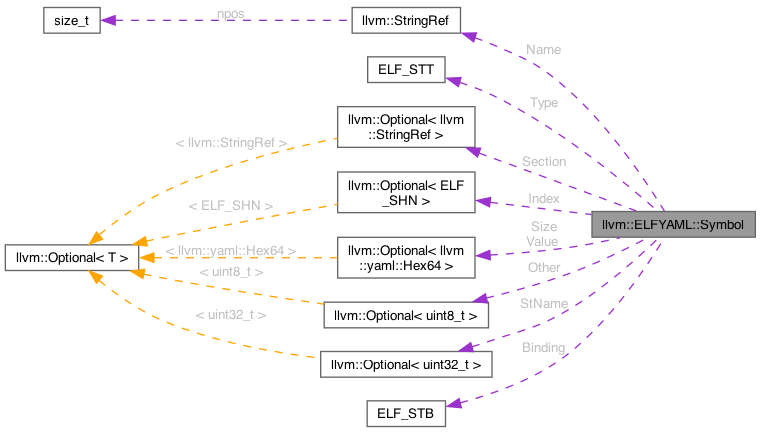 size_t
npos
llvm::StringRef
Name
ELF_STT
Type
llvm::Optional< llvm
::StringRef >
< llvm::StringRef >
Section
llvm::Optional< ELF
_SHN >
< ELF_SHN >
Index
llvm::ELFYAML::Symbol
Size
Value
llvm::Optional< T >
< llvm::yaml::Hex64 >
llvm::Optional< llvm
::yaml::Hex64 >
< uint8_t >
Other
llvm::Optional< uint8_t >
StName
< uint32_t >
llvm::Optional< uint32_t >
Binding
ELF_STB